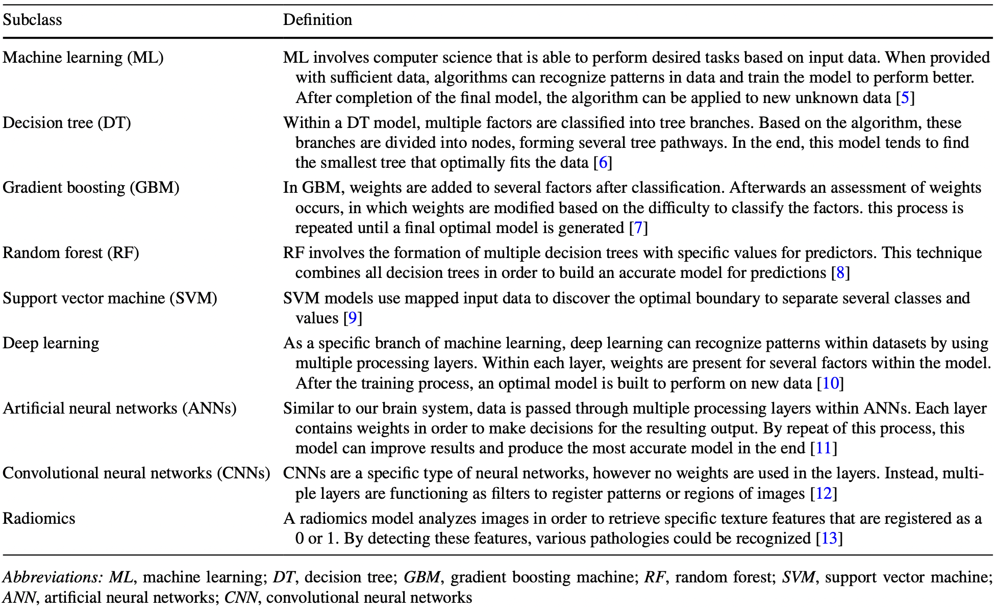 Subclass Definition
Machine learning (ML) ML involves computer science that is able to perform desired tasks based on input data. When provided
with sufficient data, algorithms can recognize patterns in data and train the model to perform better.
After completion of the final model, the algorithm can be applied to new unknown data [5]
Decision tree (DT) Within a DT model, multiple factors are classified into tree branches. Based on the algorithm, these
branches are divided into nodes, forming several tree pathways. In the end, this model tends to find
the smallest tree that optimally fits the data [6]
Gradient boosting (GBM) In GBM, weights are added to several factors after classification. Afterwards an assessment of weights
occurs, in which weights are modified based on the difficulty to classify the factors. this process is
repeated until a final optimal model is generated [7]
Random forest (RF) RF involves the formation of multiple decision trees with specific values for predictors. This technique
combines all decision trees in order to build an accurate model for predictions [8]
Support vector machine (SVM) SVM models use mapped input data to discover the optimal boundary to separate several classes and
values [9]
Deep learning As a specific branch of machine learning, deep learning can recognize patterns within datasets by using
multiple processing layers. Within each layer, weights are present for several factors within the model.
After the training process, an optimal model is built to perform on new data [10]
Artificial neural networks (ANNs) Similar to our brain system, data is passed through multiple processing layers within ANNs. Each layer
contains weights in order to make decisions for the resulting output. By repeat of this process, this
model can improve results and produce the most accurate model in the end [11]
Convolutional neural networks (CNNs) CNNs are a specific type of neural networks, however no weights are used in the layers. Instead, multi-
ple layers are functioning as filters to register patterns or regions of images [12]
Radiomics A radiomics model analyzes images in order to retrieve specific texture features that are registered as a
0 or 1. By detecting these features, various pathologies could be recognized [13]
Abbreviations: ML, machine learning; DT, decision tree; GBM, gradient boosting machine; RF, random forest; SVM, support vector machine;
ANN, artificial neural networks; CNN, convolutional neural networks